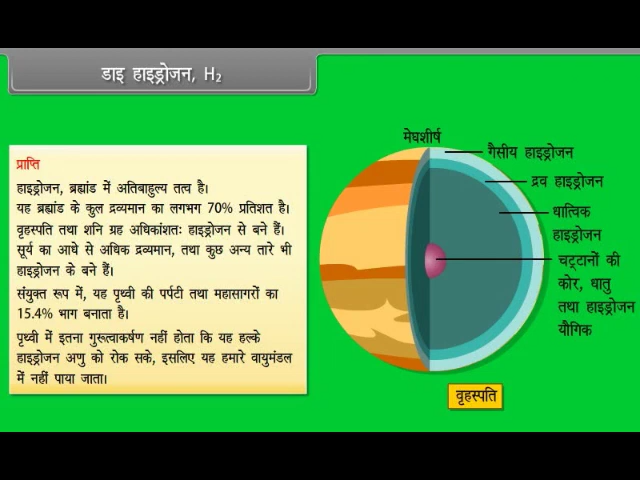 डाइ हाइड्रोजन, H₂
प्राप्ति
हाइड्रोजन, ब्रह्मांड में अतिबाहुल्य तत्व है।
यह ब्रह्मांड के कुल द्रव्यमान का लगभग 70% प्रतिशत है।
वृहस्पति तथा शनि ग्रह अधिकांशतः हाइड्रोजन से बने हैं।
सूर्य का आधे से अधिक द्रव्यमान, तथा कुछ अन्य तारे भी
हाइड्रोजन के बने हैं।
संयुक्त रूप में, यह पृथ्वी की पर्पटी तथा महासागरों का
15.4% भाग बनाता है।
पृथ्वी में इतना गुरूत्वाकर्षण नहीं होता कि यह हल्के
हाइड्रोजन अणु को रोक सके, इसलिए यह हमारे वायुमंडल
में नहीं पाया जाता।
मेघशीर्ष
गैसीय हाइड्रोजन
द्रव हाइड्रोजन
धात्विक
हाइड्रोजन
चट्टानों की
कोर, धातु
तथा हाइड्रोजन
यौगिक
वृहस्पति